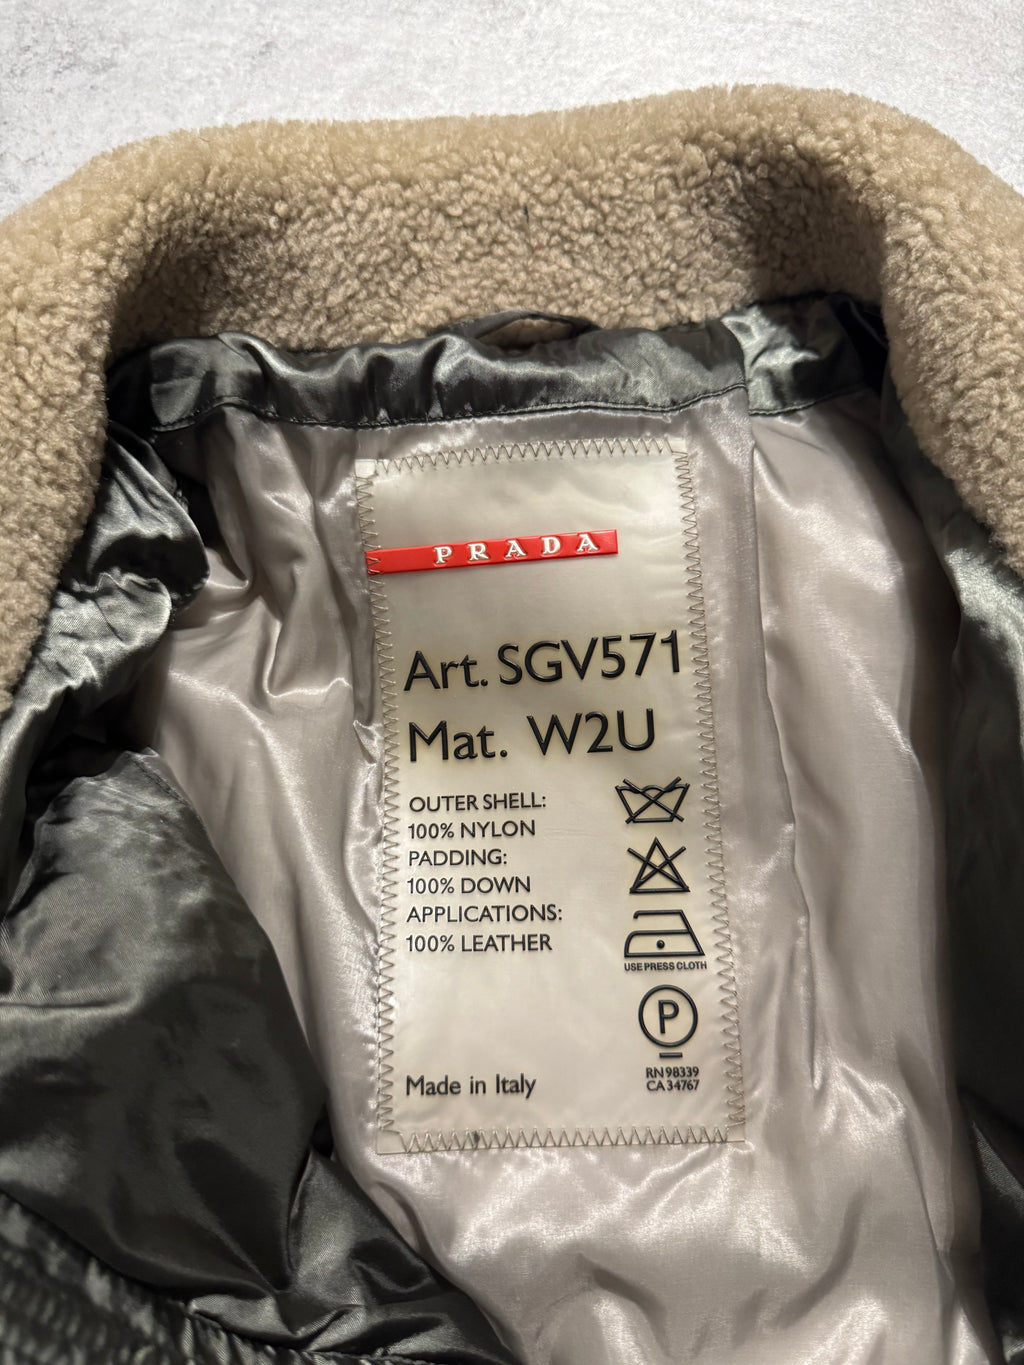 PRADA
Art. SGV571
Mat. W2U
OUTER SHELL:
100% NYLON
PADDING:
100% DOWN
APPLICATIONS:
100% LEATHER
USE PRESS CLOTH
P
RN 98339
CA 34767
Made in Italy